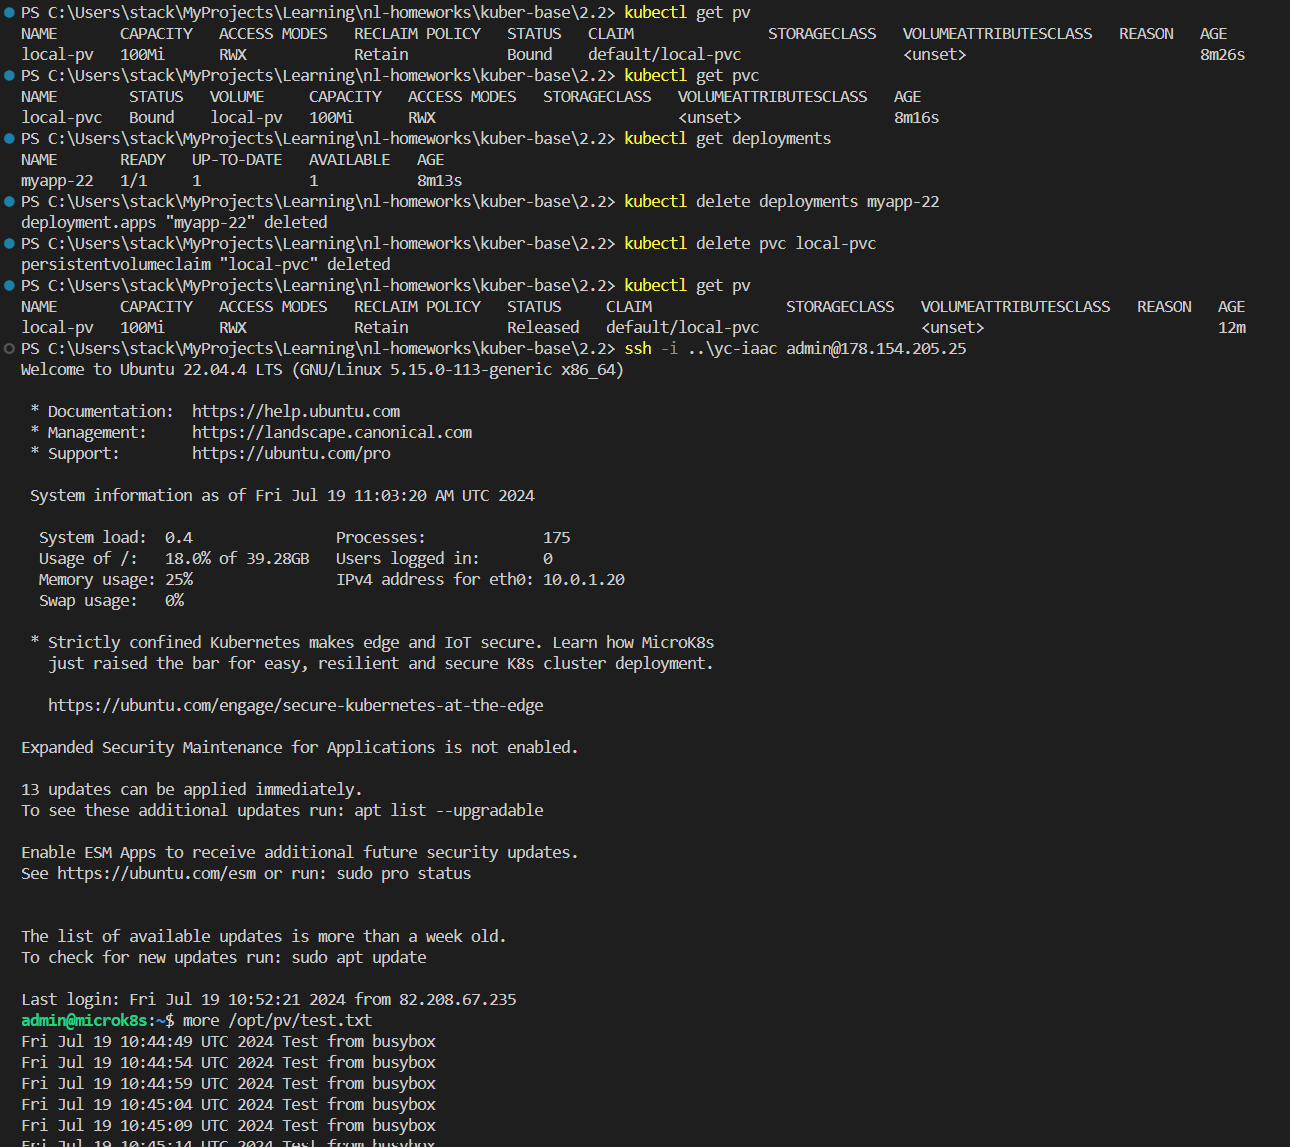 PS C:\Users\stack\MyProjects\Learning\nl-homeworks\kuber-base\2.2> kubectl get pv
NAME       CAPACITY   ACCESS MODES   RECLAIM POLICY   STATUS   CLAIM               STORAGECLASS   VOLUMEATTRIBUTESCLASS   REASON   AGE
local-pv   100Mi      RWX            Retain           Bound    default/local-pvc                  <unset>                          8m26s
PS C:\Users\stack\MyProjects\Learning\nl-homeworks\kuber-base\2.2> kubectl get pvc
NAME        STATUS   VOLUME     CAPACITY   ACCESS MODES   STORAGECLASS   VOLUMEATTRIBUTESCLASS   AGE
local-pvc   Bound    local-pv   100Mi      RWX                           <unset>                 8m16s
PS C:\Users\stack\MyProjects\Learning\nl-homeworks\kuber-base\2.2> kubectl get deployments
NAME       READY   UP-TO-DATE   AVAILABLE   AGE
myapp-22   1/1     1            1           8m13s
PS C:\Users\stack\MyProjects\Learning\nl-homeworks\kuber-base\2.2> kubectl delete deployments myapp-22
deployment.apps "myapp-22" deleted
PS C:\Users\stack\MyProjects\Learning\nl-homeworks\kuber-base\2.2> kubectl delete pvc local-pvc
persistentvolumeclaim "local-pvc" deleted
PS C:\Users\stack\MyProjects\Learning\nl-homeworks\kuber-base\2.2> kubectl get pv
NAME       CAPACITY   ACCESS MODES   RECLAIM POLICY   STATUS     CLAIM               STORAGECLASS   VOLUMEATTRIBUTESCLASS   REASON   AGE
local-pv   100Mi      RWX            Retain           Released   default/local-pvc                  <unset>                          12m
PS C:\Users\stack\MyProjects\Learning\nl-homeworks\kuber-base\2.2> ssh -i ..\yc-iaac admin@178.154.205.25
Welcome to Ubuntu 22.04.4 LTS (GNU/Linux 5.15.0-113-generic x86_64)
* Documentation:  https://help.ubuntu.com
* Management:     https://landscape.canonical.com
* Support:        https://ubuntu.com/pro
System information as of Fri Jul 19 11:03:20 AM UTC 2024
System load:  0.4                Processes:             175
Usage of /:   18.0% of 39.28GB   Users logged in:       0
Memory usage: 25%                IPv4 address for eth0: 10.0.1.20
Swap usage:   0%
* Strictly confined Kubernetes makes edge and IoT secure. Learn how MicroK8s
just raised the bar for easy, resilient and secure K8s cluster deployment.
https://ubuntu.com/engage/secure-kubernetes-at-the-edge
Expanded Security Maintenance for Applications is not enabled.
13 updates can be applied immediately.
To see these additional updates run: apt list --upgradable
Enable ESM Apps to receive additional future security updates.
See https://ubuntu.com/esm or run: sudo pro status
The list of available updates is more than a week old.
To check for new updates run: sudo apt update
Last login: Fri Jul 19 10:52:21 2024 from 82.208.67.235
admin@microk8s:~$ more /opt/pv/test.txt
Fri Jul 19 10:44:49 UTC 2024 Test from busybox
Fri Jul 19 10:44:54 UTC 2024 Test from busybox
Fri Jul 19 10:44:59 UTC 2024 Test from busybox
Fri Jul 19 10:45:04 UTC 2024 Test from busybox
Fri Jul 19 10:45:09 UTC 2024 Test from busybox
Fri Jul 19 10:45:14 UTC 2024 Test from busybox